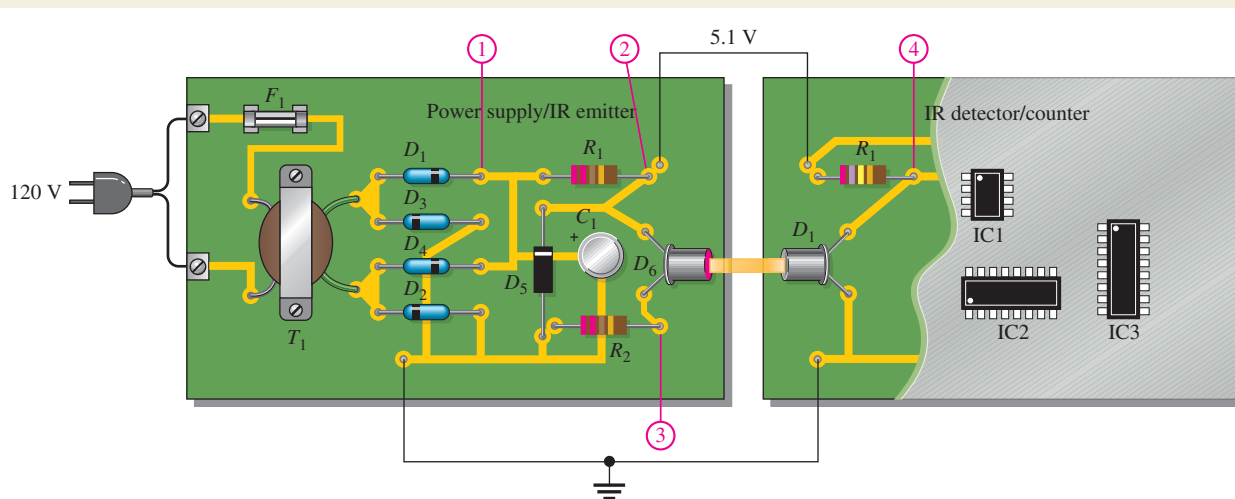 1
2
5.1 V
4
F1
Power supply/IR emitter
IR detector/counter
D1
R1
R1
120 V
D3
C1
+
IC1
D4
D6
D1
D2
D5
IC2
IC3
T1
R2
3